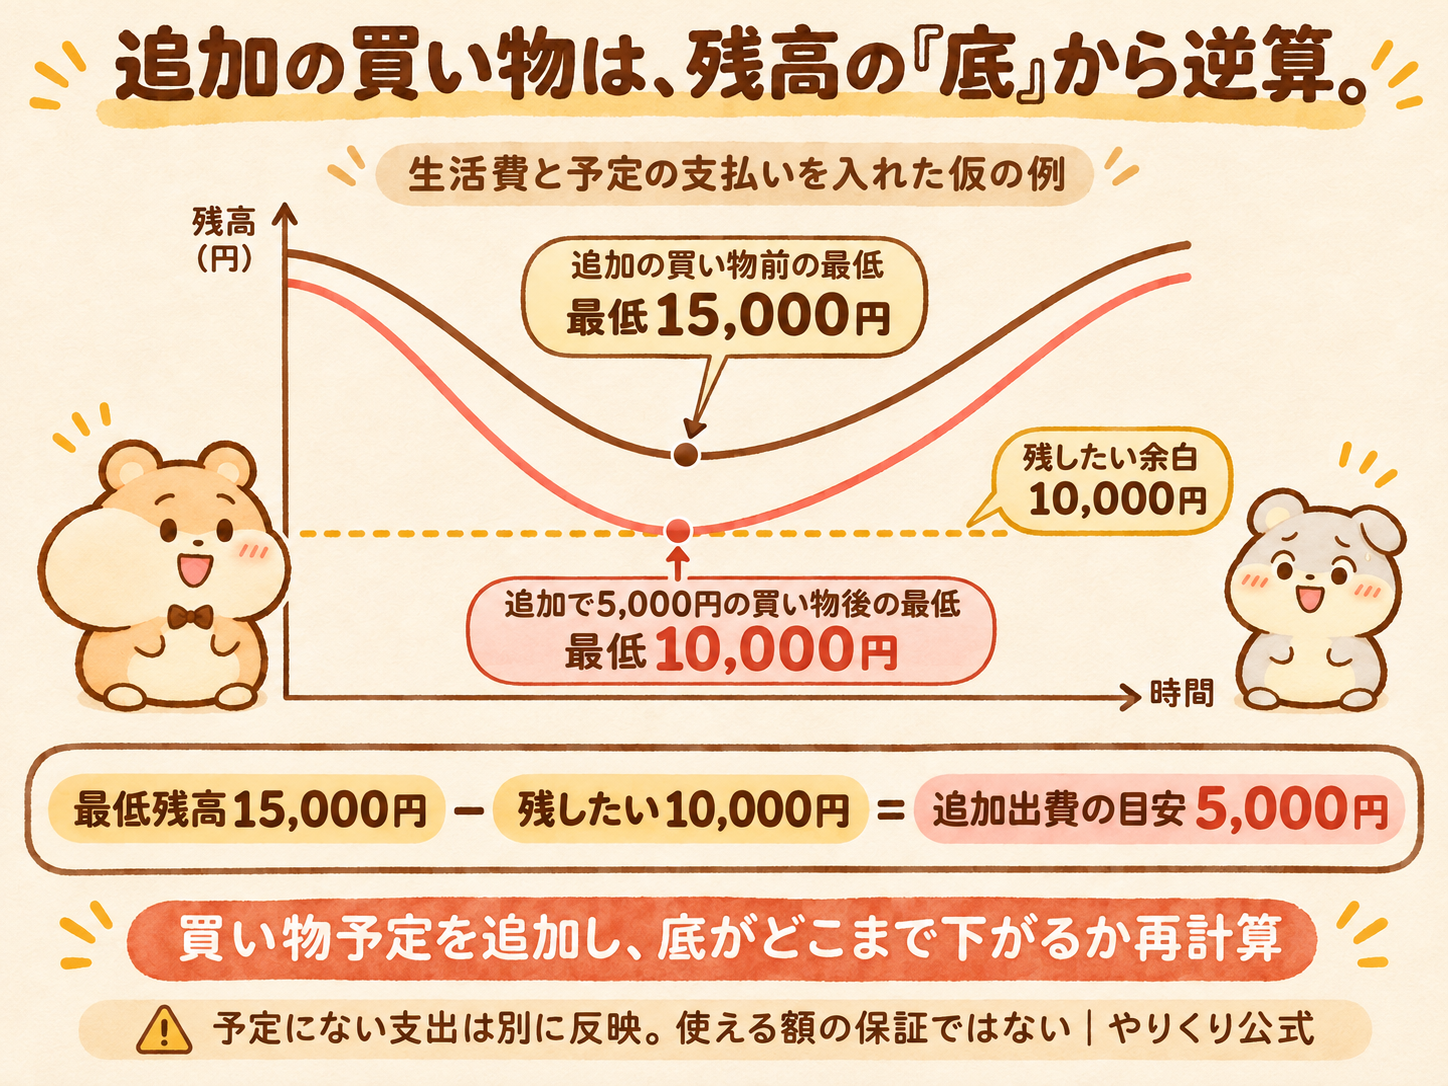 追加の買い物は、残高の『底』から逆算。
生活費と予定の支払いを入れた仮の例
残高
(円)
追加の買い物前の最低
最低15,000円
残したい余白
10,000円
追加で5,000円の買い物後の最低
最低10,000円
時間
最低残高15,000円 − 残したい10,000円 = 追加出費の目安 5,000円
買い物予定を追加し、底がどこまで下がるか再計算
予定にない支出は別に反映。使える額の保証ではない｜やりくり公式